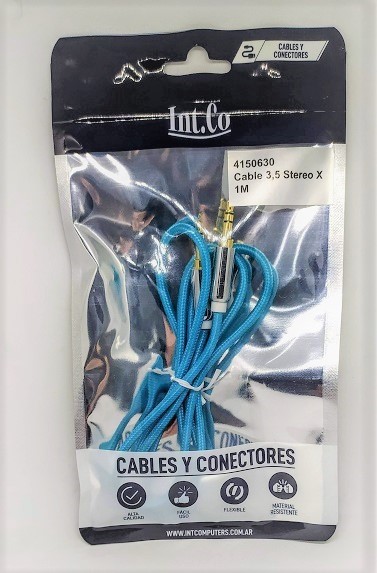 CABLES Y
CONECTORES
Int.Co
4150630
Cable 3,5 Stereo X
1M
CABLES Y CONECTORES
ALTA
CALIDAD
FACIL
USO
FLEXIBLE
MATERIAL
RESISTENTE
WWW.INTCOMPUTERS.COM.AR